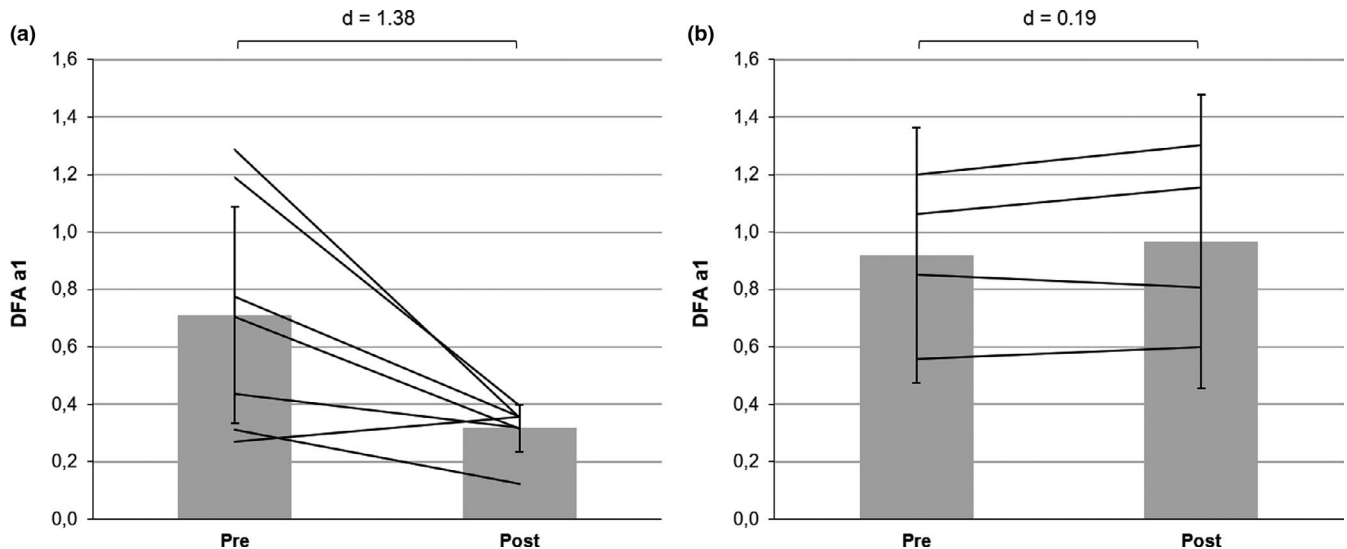 d = 1.38
(a)
1,6
1,4
1,2
1,0
0,8
0,6
0,4
0,2
0,0
DFA a1
Pre Post
d = 0.19
(b)
1,6
1,4
1,2
1,0
0,8
0,6
0,4
0,2
0,0
DFA a1
Pre Post